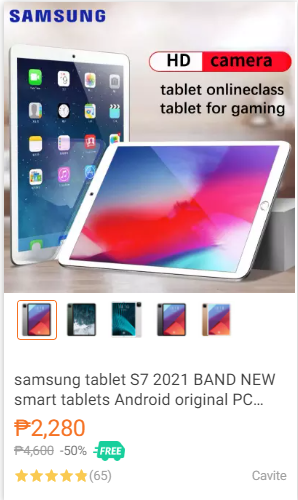 SAMSUNG
HD camera
tablet onlineclass
tablet for gaming
samsung tablet S7 2021 BAND NEW
smart tablets Android original PC...
₱2,280
₱4,600 -50% FREE
(65)
Cavite